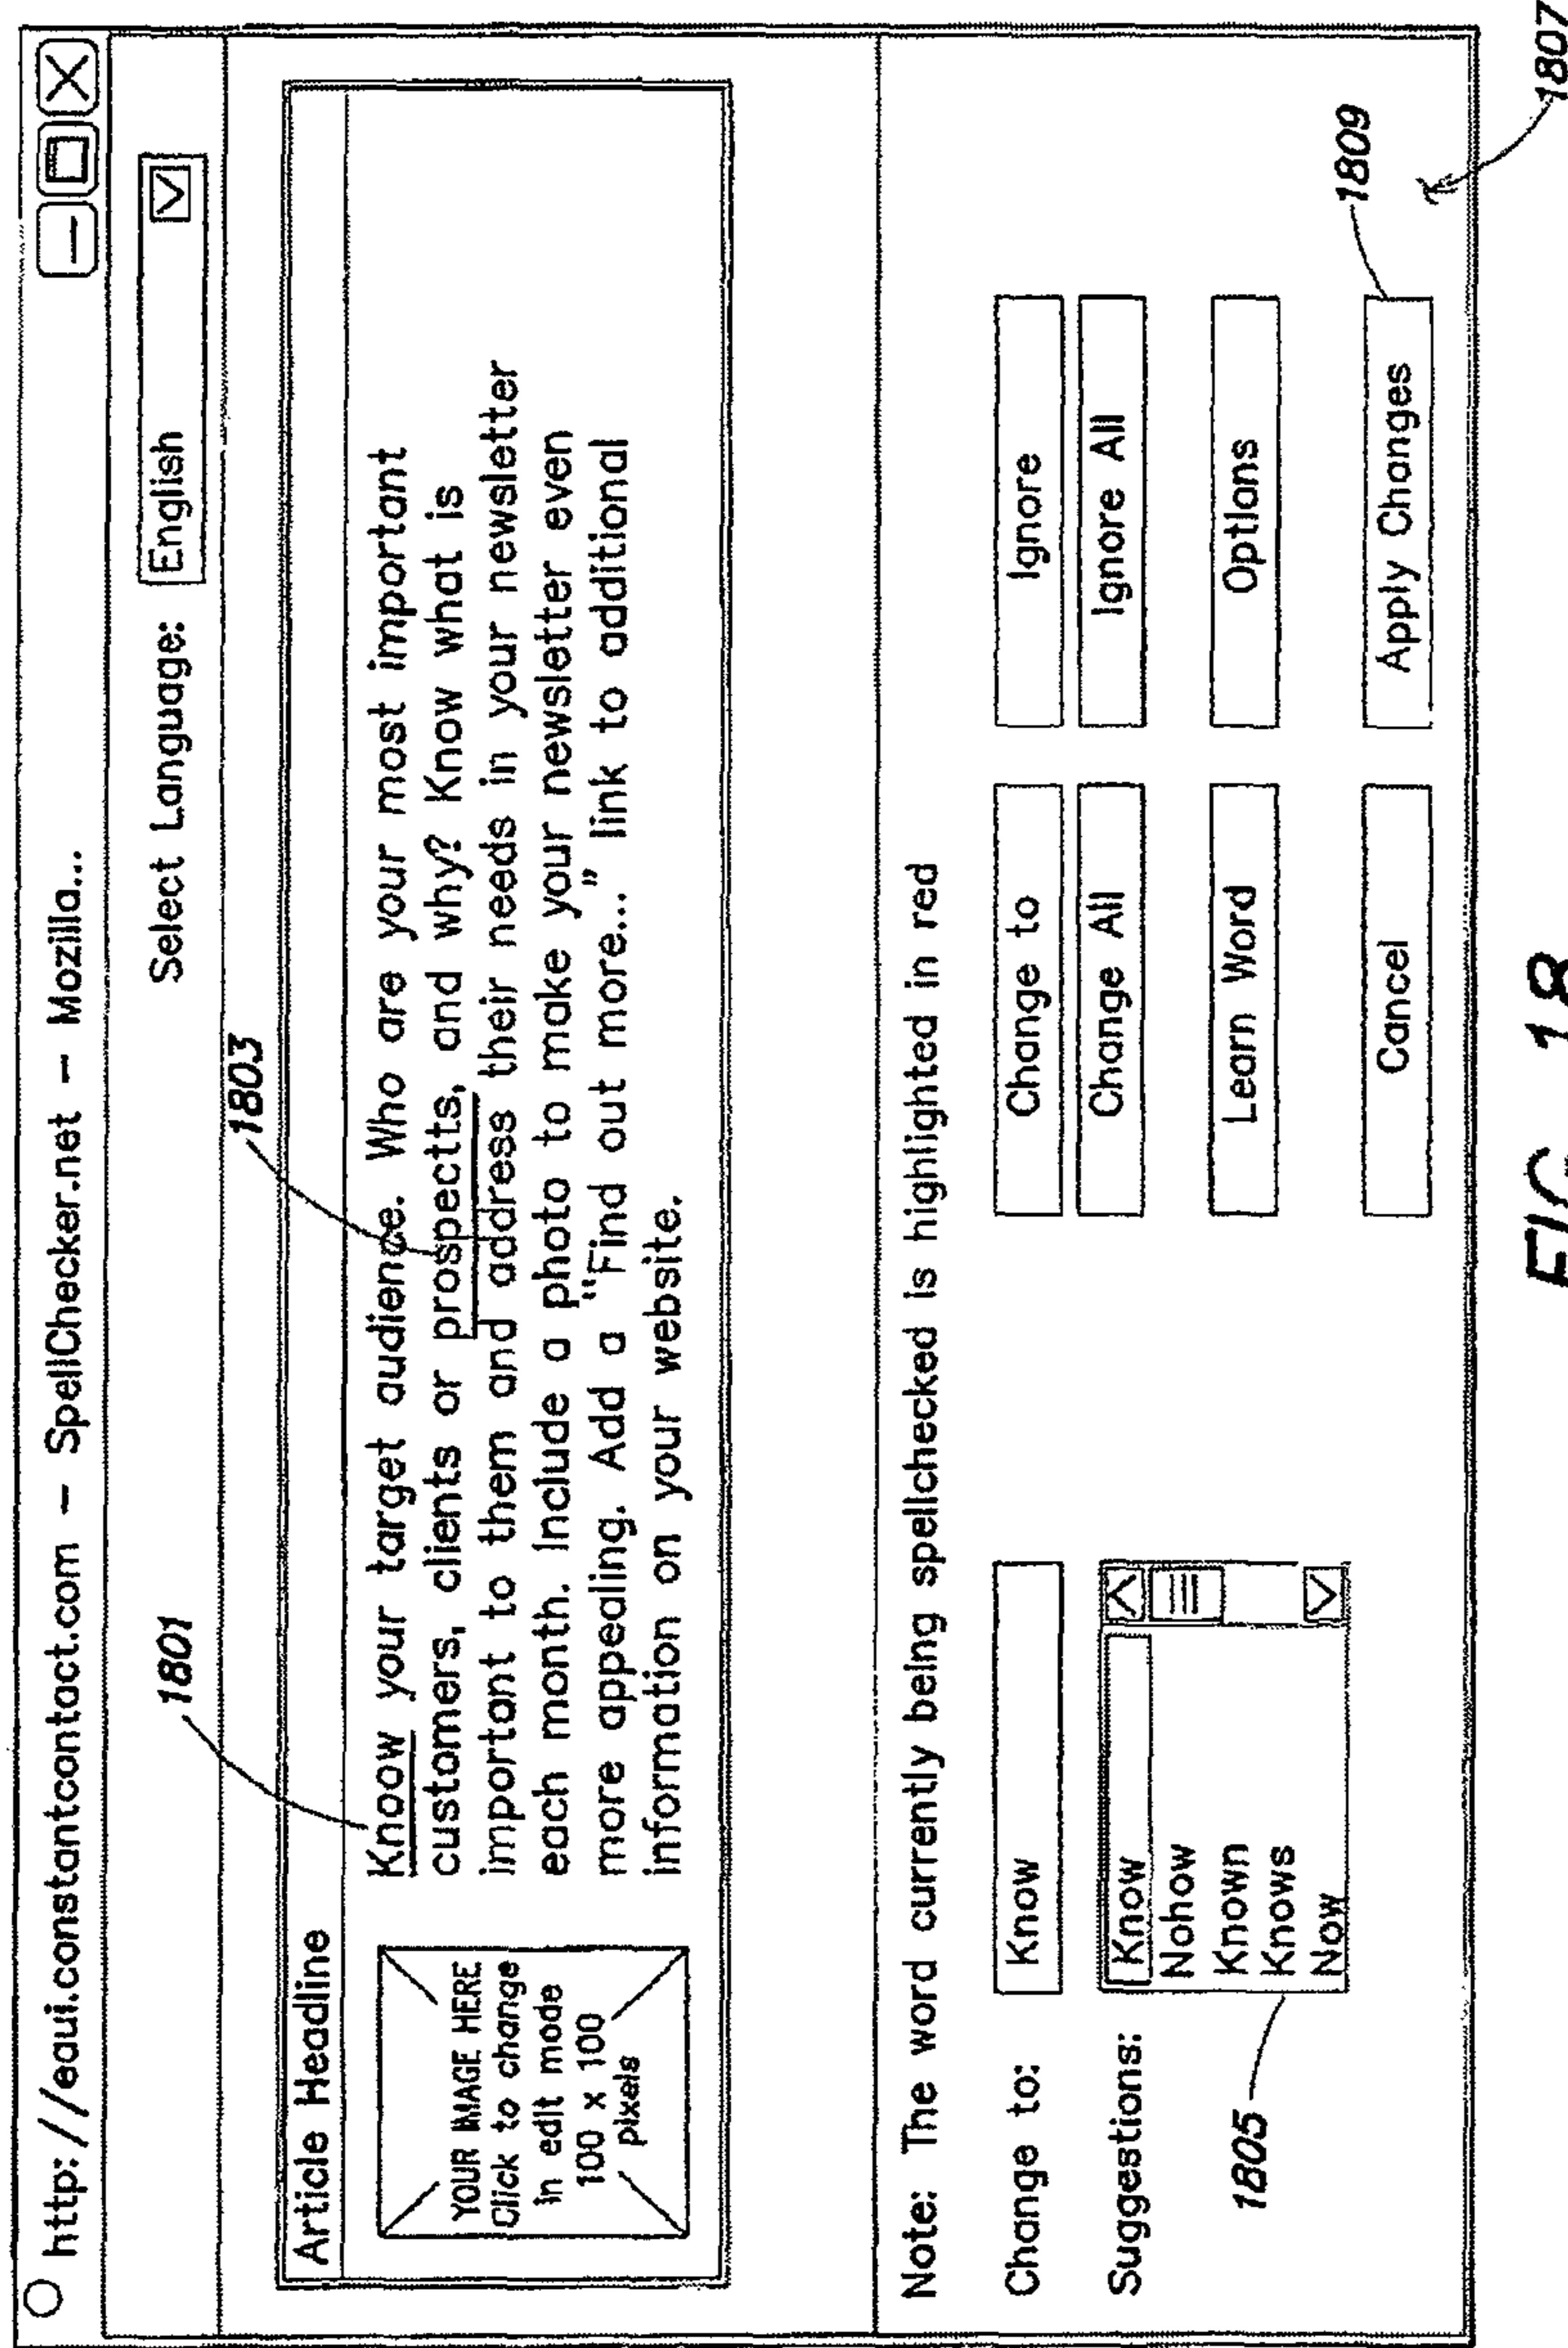 http://eaui.constantcontact.com – SpellChecker.net – Mozilla...
Select Language: English
1801
1803
Article Headline
YOUR IMAGE HERE
Click to change
in edit mode
100 x 100
pixels
Knoow your target audience. Who are your most important
customers, clients or prospectts, and why? Know what is
important to them and address their needs in your newsletter
each month. Include a photo to make your newsletter even
more appealing. Add a "Find out more..." link to additional
information on your website.
Note: The word currently being spellchecked is highlighted in red
Change to: Know
Change to
Ignore
Suggestions:
Know
Nohow
Known
Knows
Now
Change All
Ignore All
Learn Word
Options
1805
Cancel
Apply Changes
1809
1807
FIG. 18